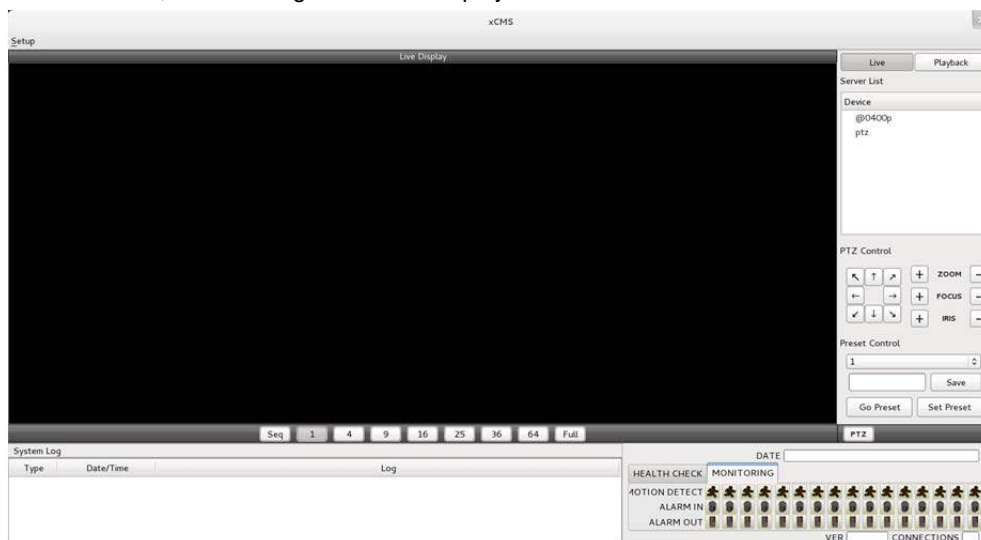 xCMS
Setup
Live Display
Live Playback
Server List
Device
@0400p
ptz
PTZ Control
+ ZOOM -
+ FOCUS -
+ IRIS -
Preset Control
1
Save
Go Preset Set Preset
Seq 1 4 9 16 25 36 64 Full PTZ
System Log
Type Date/Time Log
DATE
HEALTH CHECK MONITORING
MOTION DETECT
ALARM IN
ALARM OUT
VER CONNECTIONS